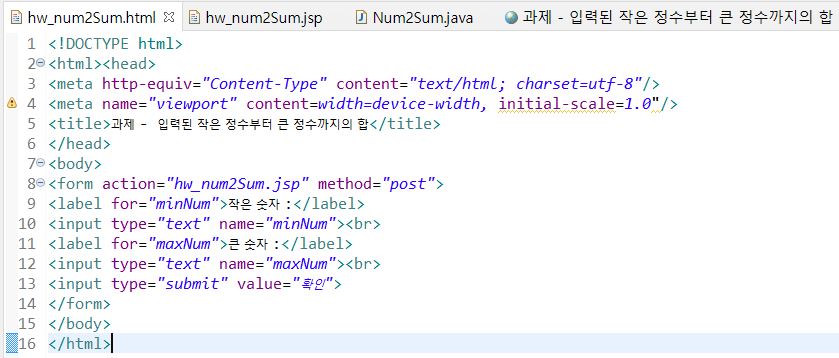 hw_num2Sum.html hw_num2Sum.jsp Num2Sum.java 과제 - 입력된 작은 정수부터 큰 정수까지의 합
1 <!DOCTYPE html>
2 <html><head>
3 <meta http-equiv="Content-Type" content="text/html; charset=utf-8"/>
4 <meta name="viewport" content=width=device-width, initial-scale=1.0"/>
5 <title>과제 - 입력된 작은 정수부터 큰 정수까지의 합</title>
6 </head>
7 <body>
8 <form action="hw_num2Sum.jsp" method="post">
9 <label for="minNum">작은 숫자 :</label>
10 <input type="text" name="minNum"><br>
11 <label for="maxNum">큰 숫자 :</label>
12 <input type="text" name="maxNum"><br>
13 <input type="submit" value="확인">
14 </form>
15 </body>
16 </html>